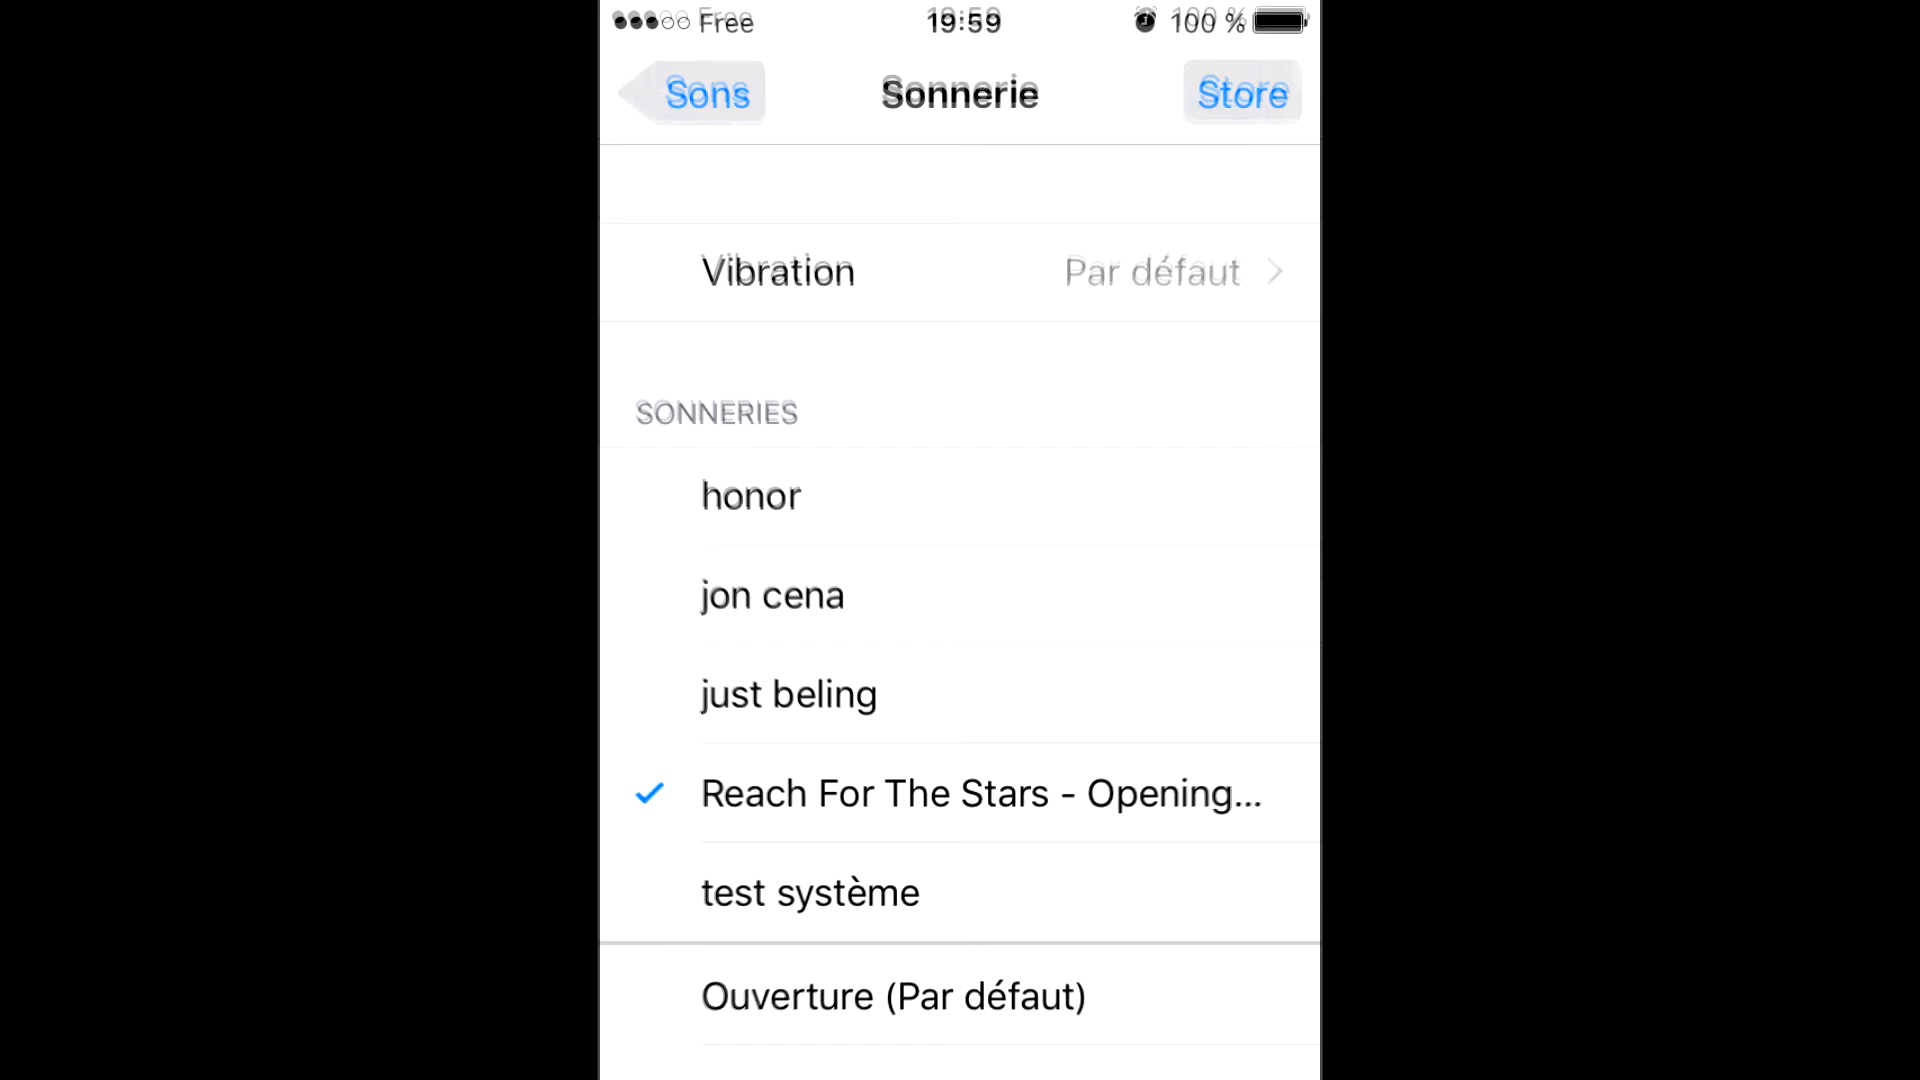 Free 19:59 100 %
Sons Sonnerie Store
Vibration Par défaut
SONNERIES
honor
jon cena
just beling
Reach For The Stars - Opening...
test système
Ouverture (Par défaut)